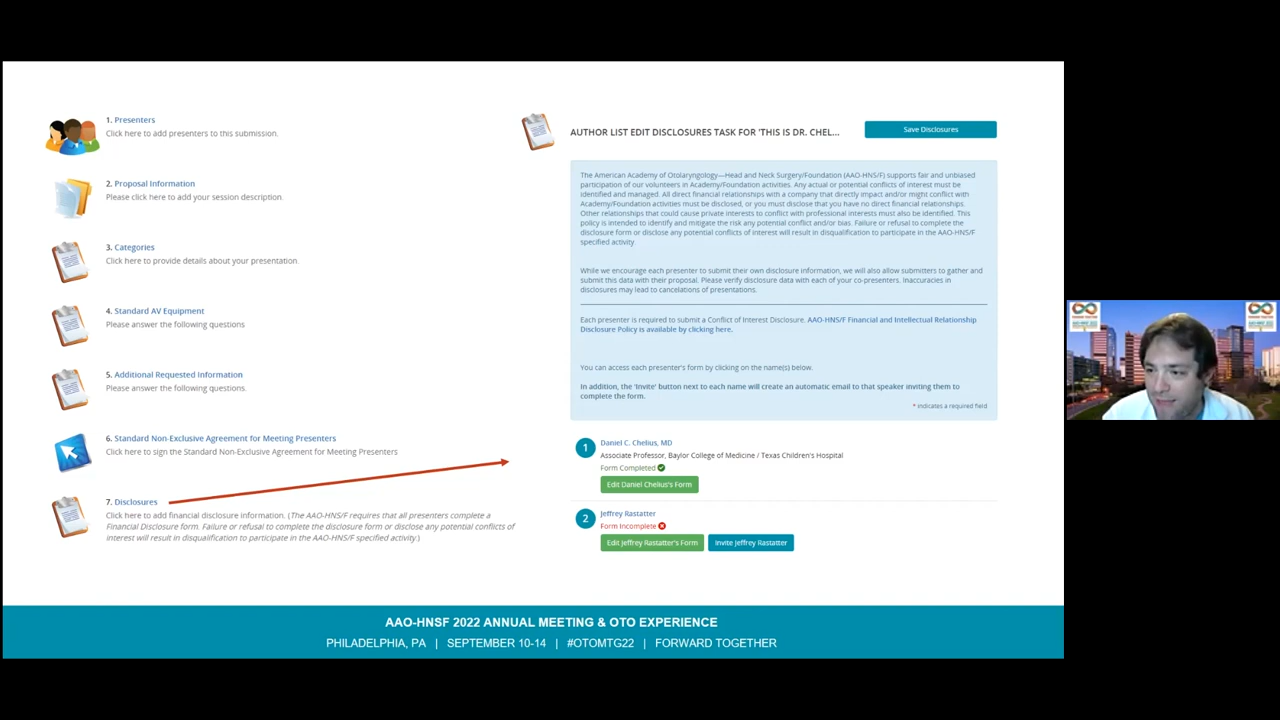 1. Presenters
Click here to add presenters to this submission.
2. Proposal Information
Please click here to add your session description.
3. Categories
Click here to provide details about your presentation.
4. Standard AV Equipment
Please answer the following questions
5. Additional Requested Information
Please answer the following questions.
6. Standard Non-Exclusive Agreement for Meeting Presenters
Click here to sign the Standard Non-Exclusive Agreement for Meeting Presenters
7. Disclosures
Click here to add financial disclosure information. (The AAO-HNS/F requires that all presenters complete a
Financial Disclosure form. Failure or refusal to complete the disclosure form or disclose any potential conflicts of
interest will result in disqualification to participate in the AAO-HNS/F specified activity.)
AUTHOR LIST EDIT DISCLOSURES TASK FOR 'THIS IS DR. CHEL...
Save Disclosures
The American Academy of Otolaryngology—Head and Neck Surgery/Foundation (AAO-HNS/F) supports fair and unbiased
participation of our volunteers in Academy/Foundation activities. Any actual or potential conflicts of interest must be
identified and managed. All direct financial relationships with a company that directly impact and/or might conflict with
Academy/Foundation activities must be disclosed, or you must disclose that you have no direct financial relationships.
Other relationships that could cause private interests to conflict with professional interests must also be identified. This
policy is intended to identify and mitigate the risk any potential conflict and/or bias. Failure or refusal to complete the
disclosure form or disclose any potential conflicts of interest will result in disqualification to participate in the AAO-HNS/F
specified activity.
While we encourage each presenter to submit their own disclosure information, we will also allow submitters to gather and
submit this data with their proposal. Please verify disclosure data with each of your co-presenters. Inaccuracies in
disclosures may lead to cancelations of presentations.
Each presenter is required to submit a Conflict of Interest Disclosure. AAO-HNS/F Financial and Intellectual Relationship
Disclosure Policy is available by clicking here.
You can access each presenter's form by clicking on the name(s) below.
In addition, the 'Invite' button next to each name will create an automatic email to that speaker inviting them to
complete the form.
* indicates a required field
1
Daniel C. Chelius, MD
Associate Professor, Baylor College of Medicine / Texas Children's Hospital
Form Completed
Edit Daniel Chelius's Form
2
Jeffrey Rastatter
Form Incomplete
Edit Jeffrey Rastatter's Form
Invite Jeffrey Rastatter
AAO-HNSF 2022 ANNUAL MEETING & OTO EXPERIENCE
PHILADELPHIA, PA | SEPTEMBER 10-14 | #OTOMTG22 | FORWARD TOGETHER